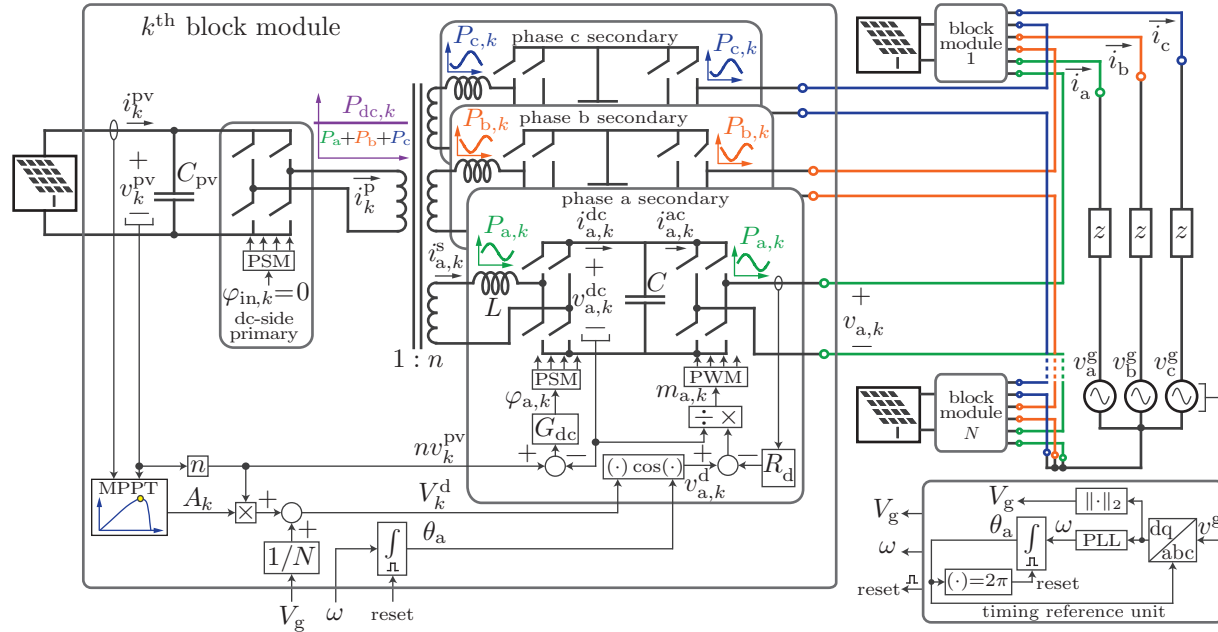 kᵗʰ block module
i_k^pv
v_k^pv
+
−
C_pv
PSM
φ_in,k=0
dc-side
primary
P_dc,k
P_a+P_b+P_c
i_k^p
1 : n
phase c secondary
P_c,k
P_c,k
phase b secondary
P_b,k
P_b,k
phase a secondary
P_a,k
i_a,k^s
L
i_a,k^dc
+
v_a,k^dc
−
C
i_a,k^ac
P_a,k
+
v_a,k
−
PSM
φ_a,k
G_dc
+
−
PWM
m_a,k
÷ ×
(·) cos(·)
+
−
v_a,k^d
R_d
nv_k^pv
n
MPPT
A_k
×
+
+
V_k^d
1/N
V_g
ω
∫
θ_a
reset
block
module
1
i_c
i_b
i_a
z
z
z
v_a^g
v_b^g
v_c^g
block
module
N
V_g
ω
reset
V_g
‖·‖₂
θ_a
∫
ω
PLL
dq
abc
v^g
(·)=2π
reset
timing reference unit